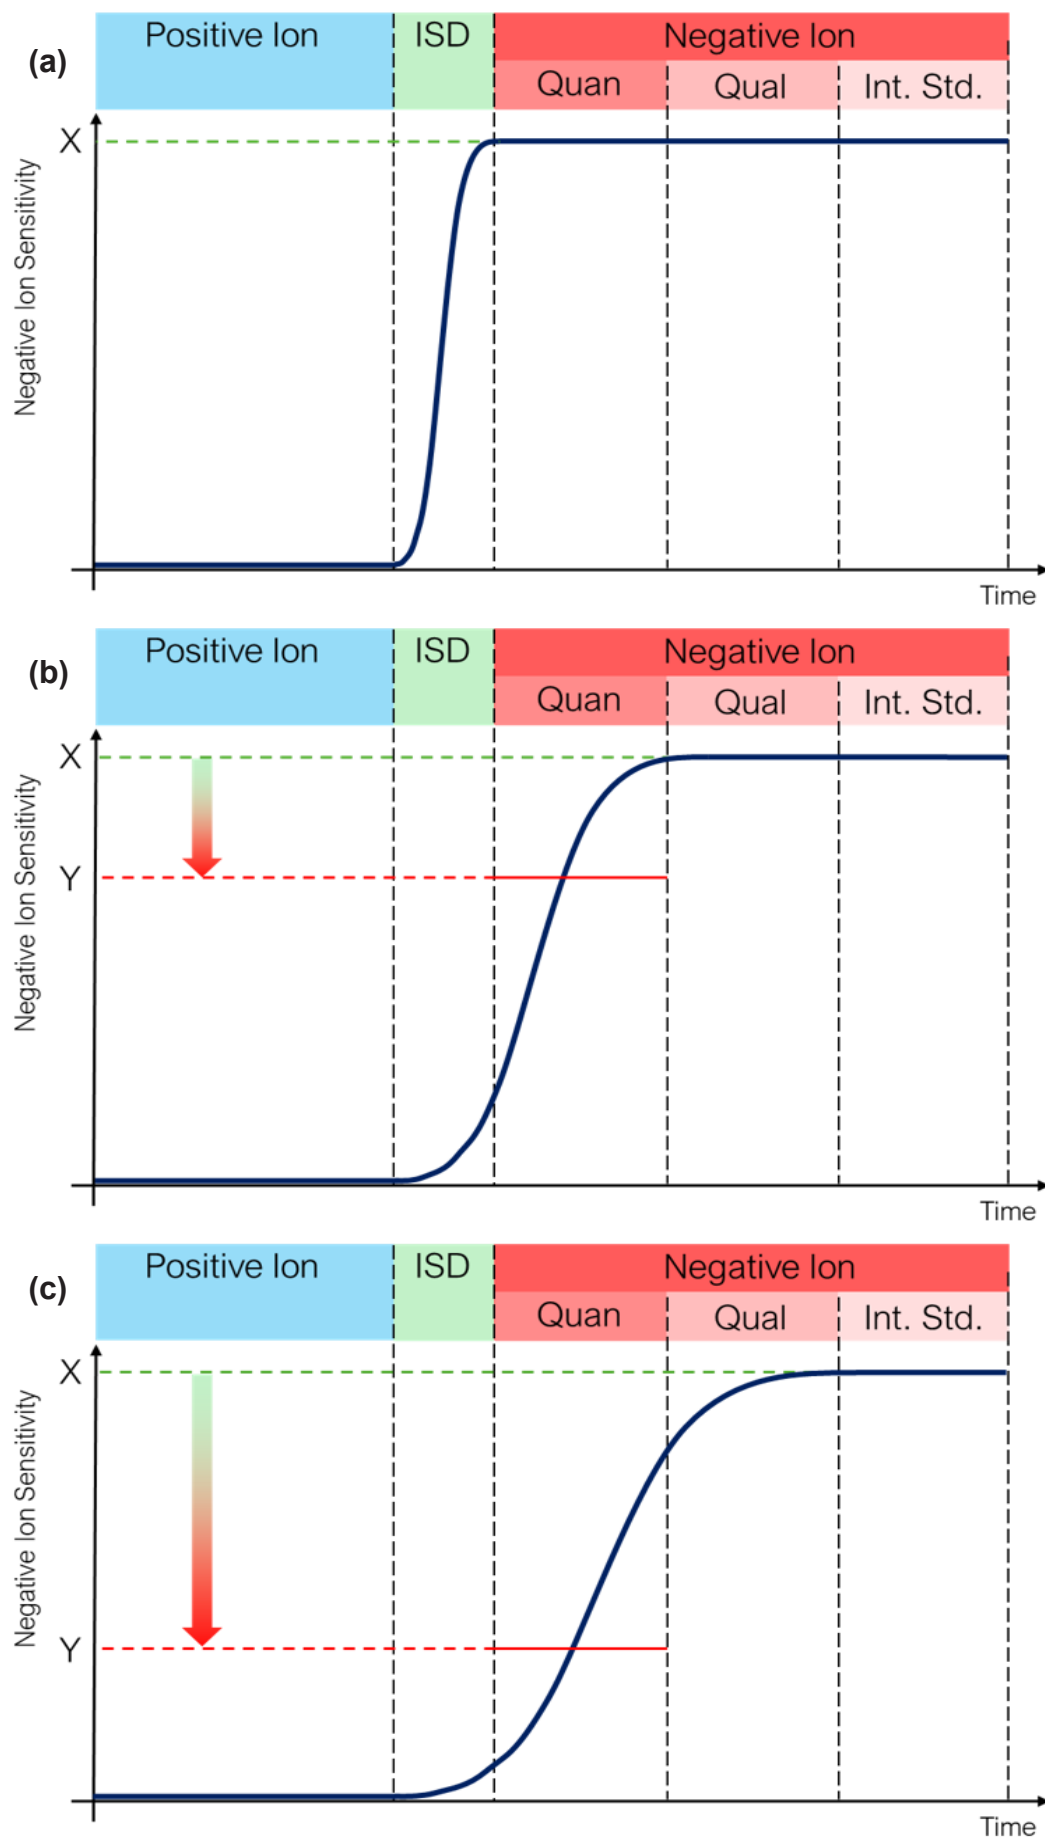 (a)
Positive Ion ISD Negative Ion
Quan Qual Int. Std.
X
Negative Ion Sensitivity
Time
(b)
Positive Ion ISD Negative Ion
Quan Qual Int. Std.
X
Y
Negative Ion Sensitivity
Time
(c)
Positive Ion ISD Negative Ion
Quan Qual Int. Std.
X
Y
Negative Ion Sensitivity
Time